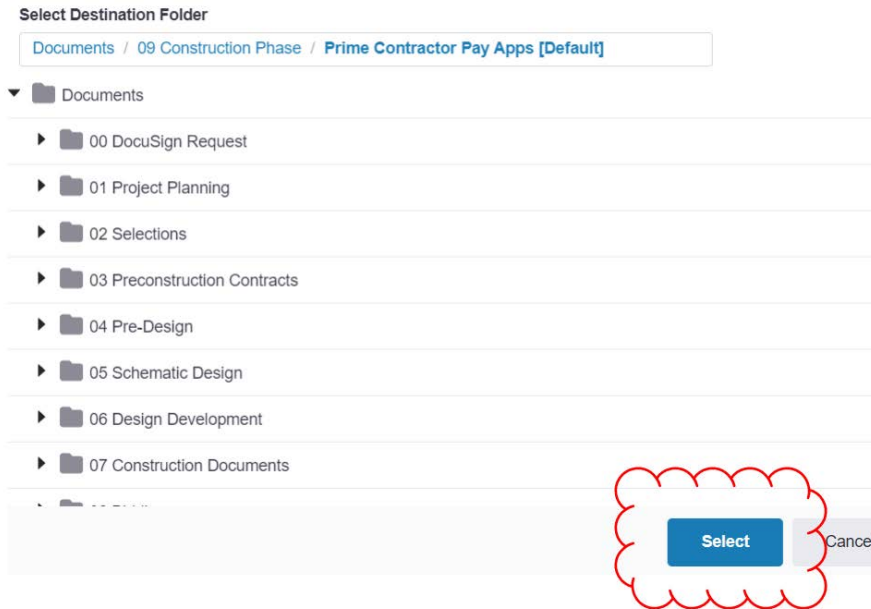 Select Destination Folder
Documents / 09 Construction Phase / Prime Contractor Pay Apps [Default]
Documents
00 DocuSign Request
01 Project Planning
02 Selections
03 Preconstruction Contracts
04 Pre-Design
05 Schematic Design
06 Design Development
07 Construction Documents
Select Cance